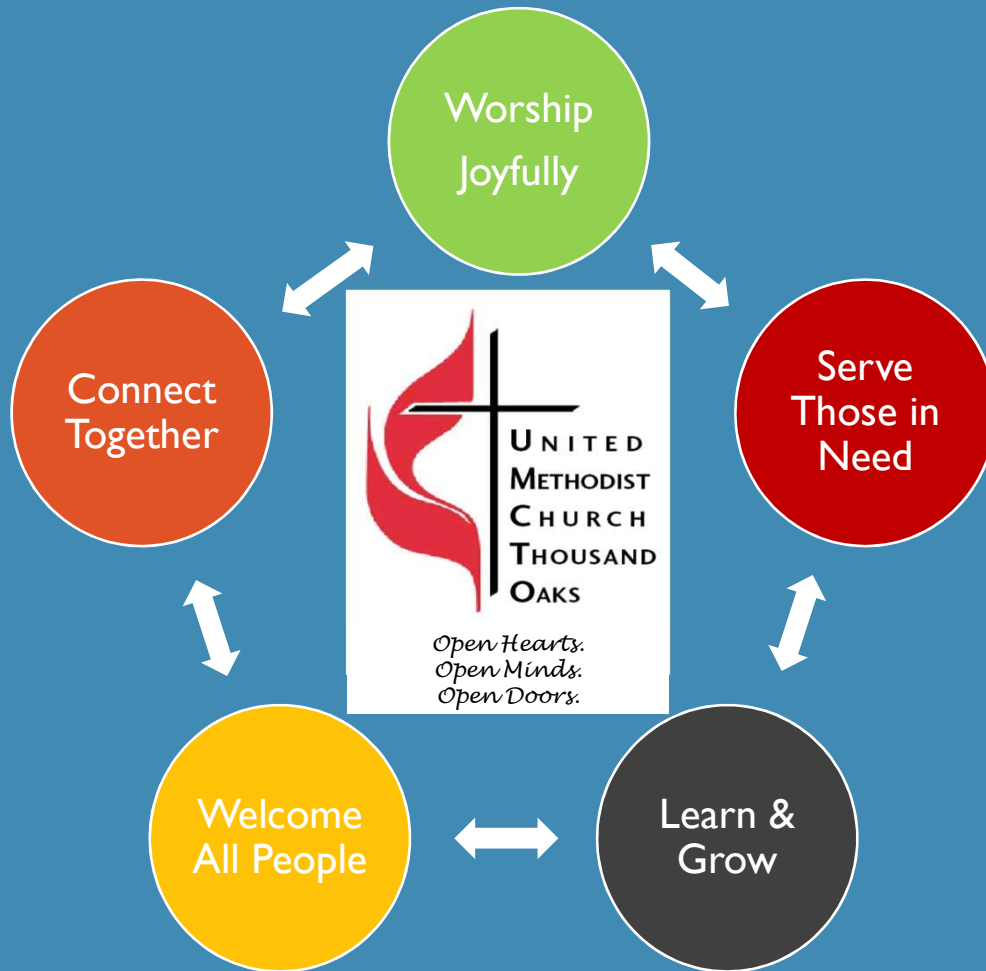 Worship
Joyfully
Connect
Together
Serve
Those in
Need
UNITED
METHODIST
CHURCH
THOUSAND
OAKS
Open Hearts.
Open Minds.
Open Doors.
Welcome
All People
Learn &
Grow